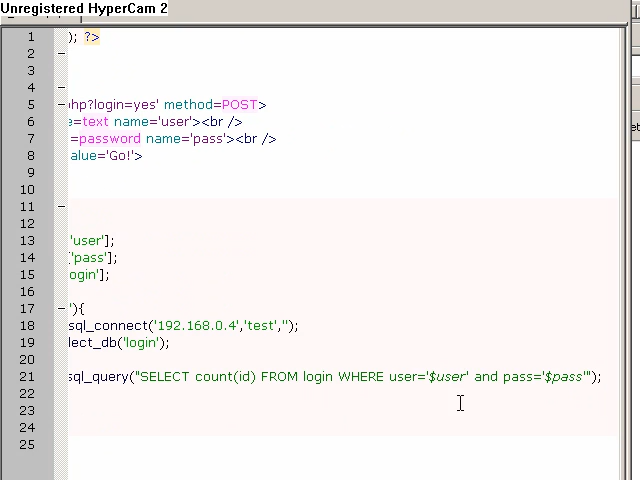 Unregistered HyperCam 2
1 ); ?>
2
3
4
5 hp?login=yes' method=POST>
6 e=text name='user'><br />
7 =password name='pass'><br />
8 alue='Go!'>
9
10
11
12
13 'user'];
14 'pass'];
15 ogin'];
16
17 '){
18 sql_connect('192.168.0.4','test','');
19 lect_db('login');
20
21 sql_query("SELECT count(id) FROM login WHERE user='$user' and pass='$pass'");
22
23
24
25
et